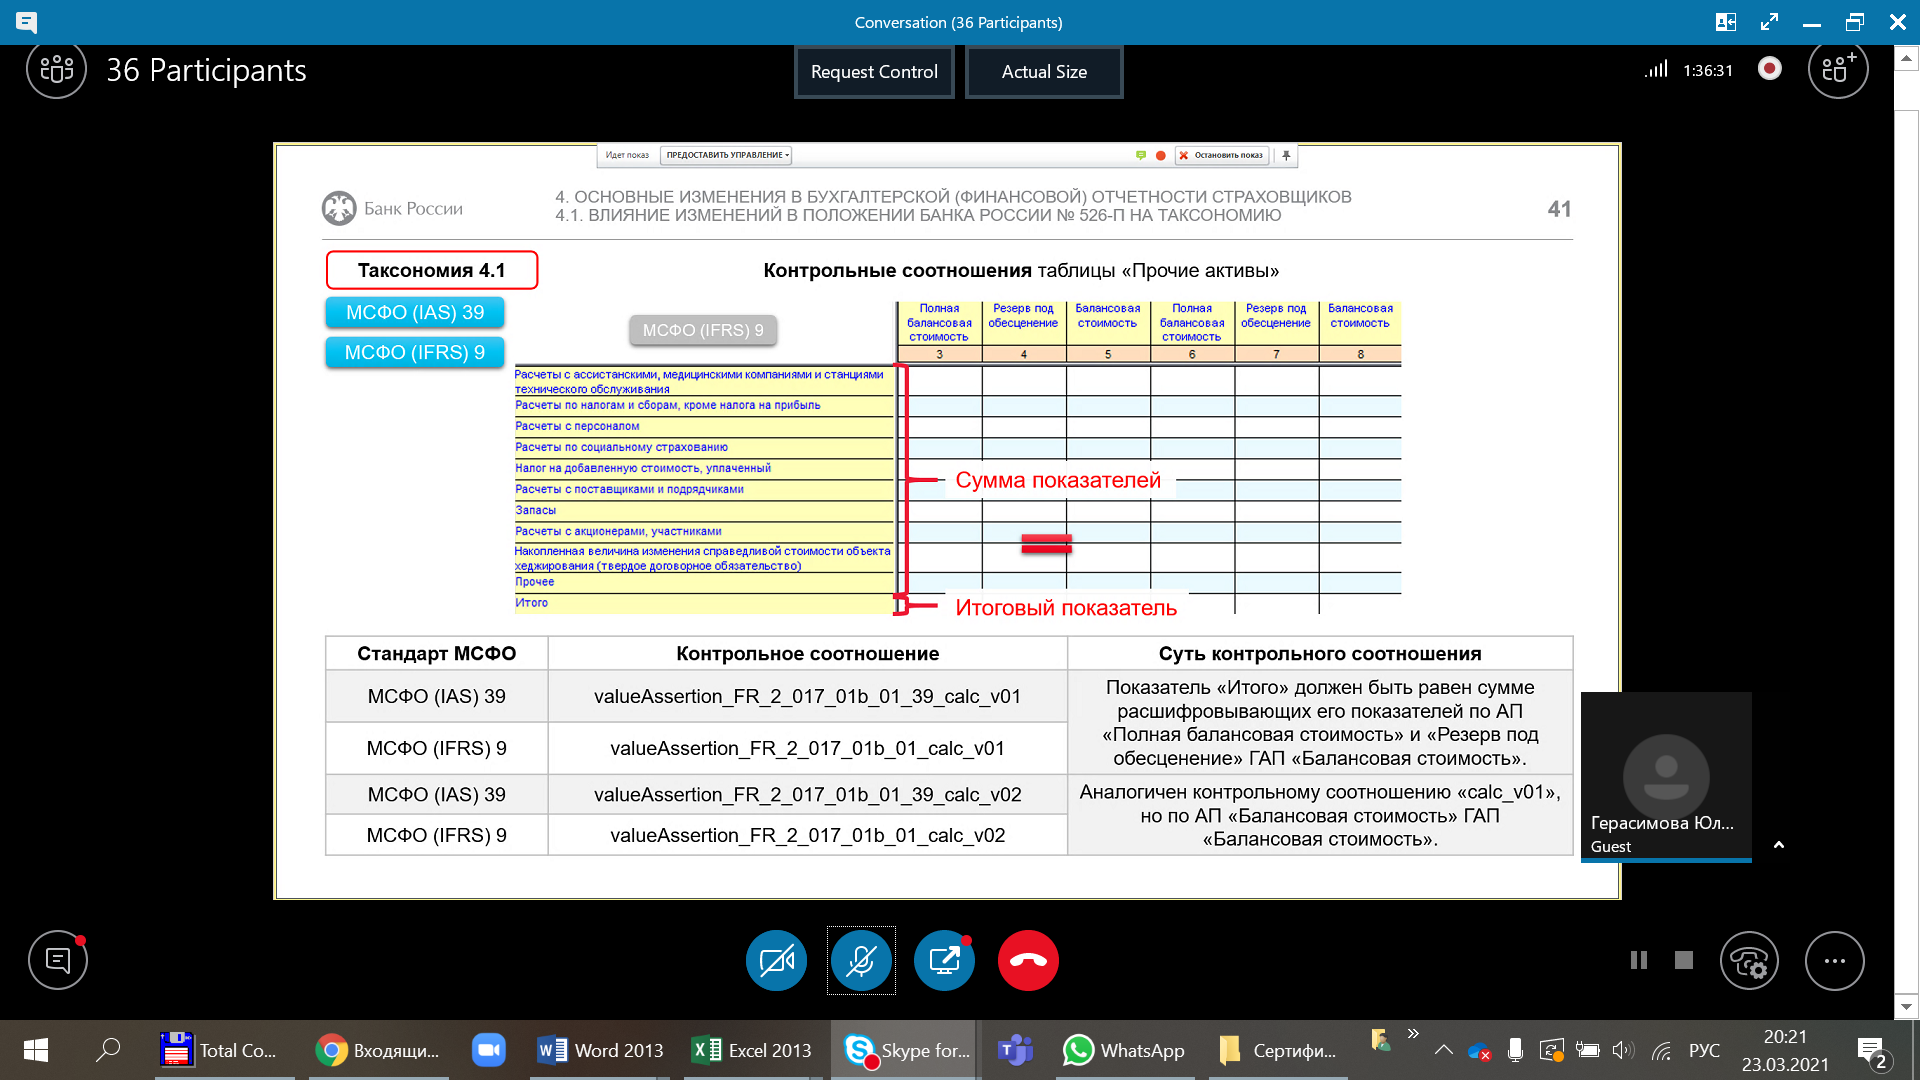 Conversation (36 Participants)
36 Participants
Request Control
Actual Size
1:36:31
Идет показ
ПРЕДОСТАВИТЬ УПРАВЛЕНИЕ
Остановить показ
Банк России
4. ОСНОВНЫЕ ИЗМЕНЕНИЯ В БУХГАЛТЕРСКОЙ (ФИНАНСОВОЙ) ОТЧЕТНОСТИ СТРАХОВЩИКОВ
4.1. ВЛИЯНИЕ ИЗМЕНЕНИЙ В ПОЛОЖЕНИИ БАНКА РОССИИ № 526-П НА ТАКСОНОМИЮ
41
Таксономия 4.1
Контрольные соотношения таблицы «Прочие активы»
МСФО (IAS) 39
МСФО (IFRS) 9
МСФО (IFRS) 9
Полная балансовая стоимость
Резерв под обесценение
Балансовая стоимость
Полная балансовая стоимость
Резерв под обесценение
Балансовая стоимость
3 4 5 6 7 8
Расчеты с ассистанскими, медицинскими компаниями и станциями
технического обслуживания
Расчеты по налогам и сборам, кроме налога на прибыль
Расчеты с персоналом
Расчеты по социальному страхованию
Налог на добавленную стоимость, уплаченный
Расчеты с поставщиками и подрядчиками
Запасы
Расчеты с акционерами, участниками
Накопленная величина изменения справедливой стоимости объекта
хеджирования (твердое договорное обязательство)
Прочее
Итого
Сумма показателей
=
Итоговый показатель
Стандарт МСФО
Контрольное соотношение
Суть контрольного соотношения
МСФО (IAS) 39
valueAssertion_FR_2_017_01b_01_39_calc_v01
Показатель «Итого» должен быть равен сумме
расшифровывающих его показателей по АП
«Полная балансовая стоимость» и «Резерв под
обесценение» ГАП «Балансовая стоимость».
МСФО (IFRS) 9
valueAssertion_FR_2_017_01b_01_calc_v01
МСФО (IAS) 39
valueAssertion_FR_2_017_01b_01_39_calc_v02
Аналогичен контрольному соотношению «calc_v01»,
но по АП «Балансовая стоимость» ГАП
«Балансовая стоимость».
МСФО (IFRS) 9
valueAssertion_FR_2_017_01b_01_calc_v02
Герасимова Юл...
Guest
Total Co...
Входящи...
Word 2013
Excel 2013
Skype for...
WhatsApp
Сертифи...
РУС
20:21
23.03.2021
2